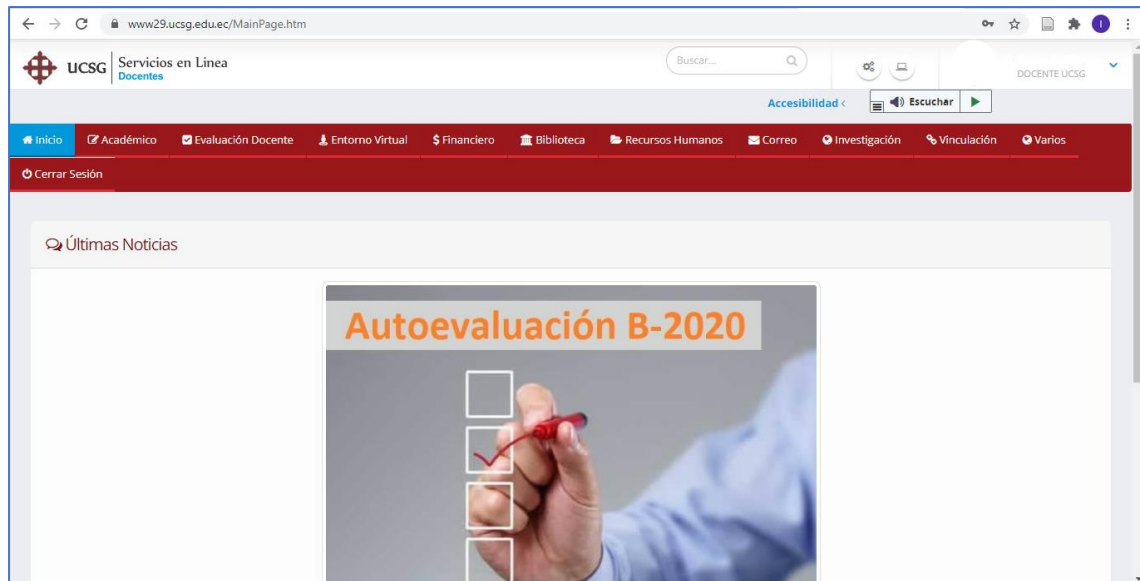 www29.ucsg.edu.ec/MainPage.htm
I
UCSG Servicios en Linea
Docentes
Buscar...
DOCENTE UCSG
Accesibilidad <
Escuchar
Inicio Académico Evaluación Docente Entorno Virtual $ Financiero Biblioteca Recursos Humanos Correo Investigación Vinculación Varios
Cerrar Sesión
Últimas Noticias
Autoevaluación B-2020